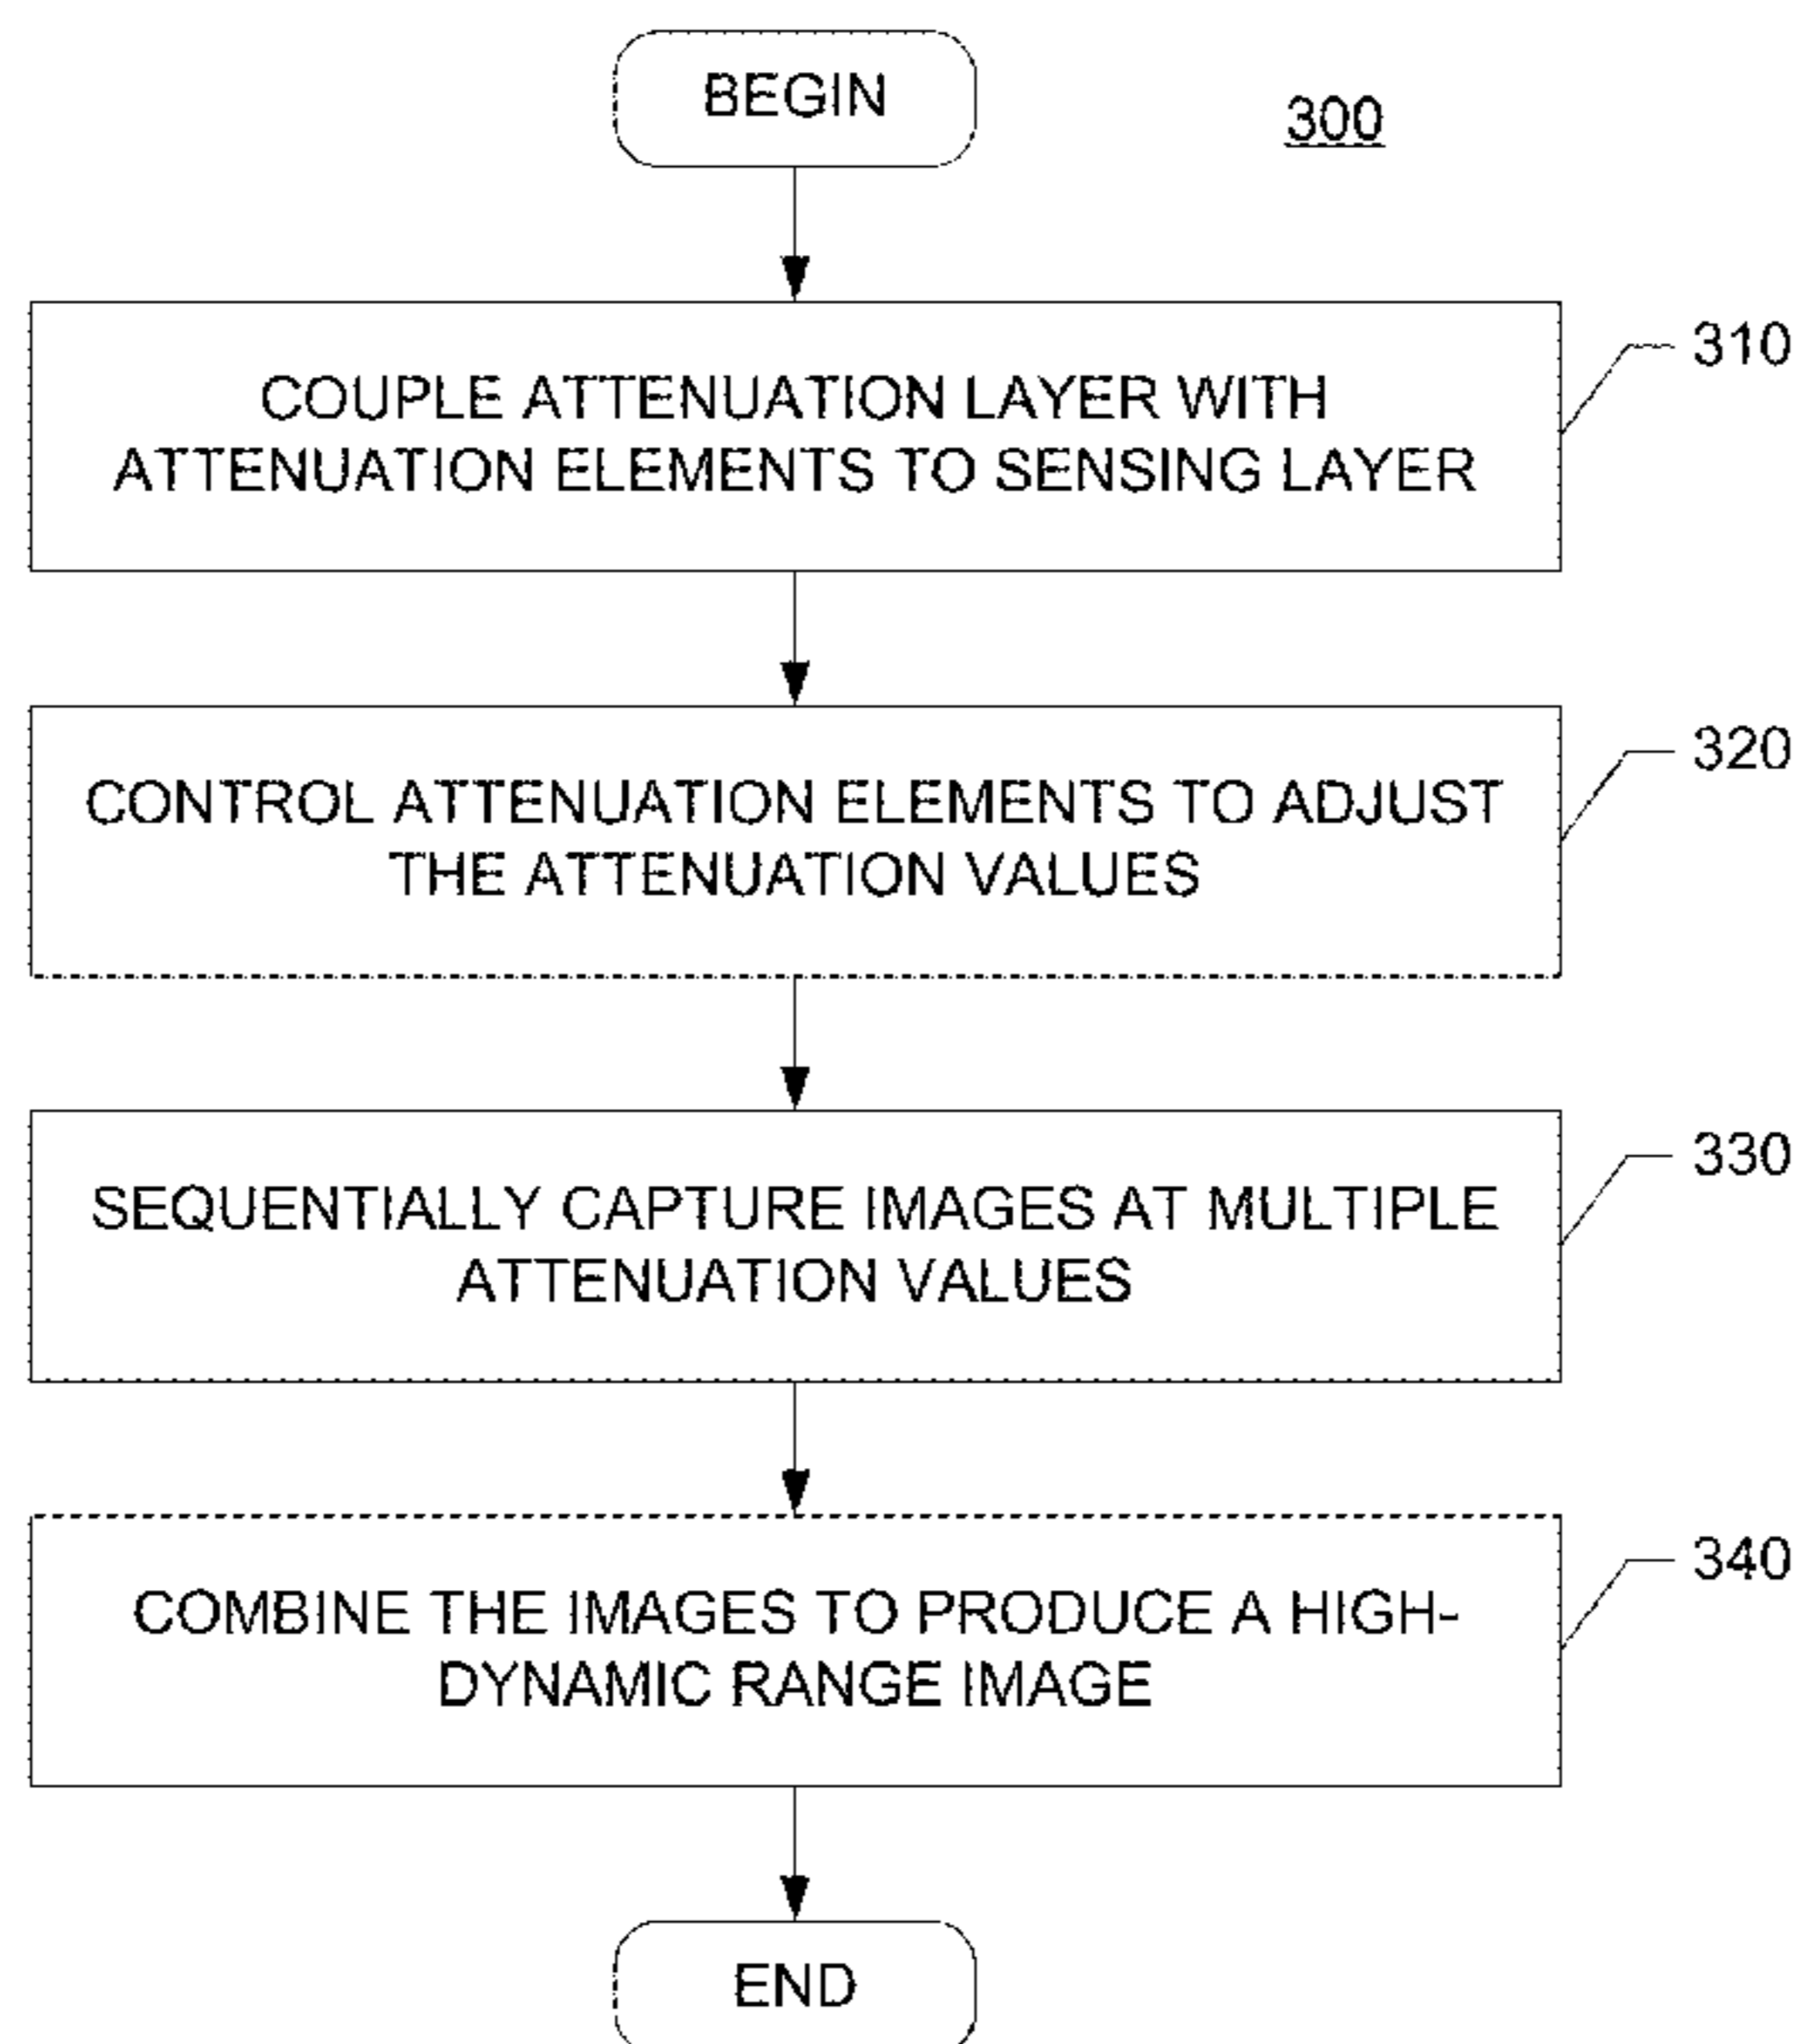 BEGIN
300
COUPLE ATTENUATION LAYER WITH
ATTENUATION ELEMENTS TO SENSING LAYER
310
CONTROL ATTENUATION ELEMENTS TO ADJUST
THE ATTENUATION VALUES
320
SEQUENTIALLY CAPTURE IMAGES AT MULTIPLE
ATTENUATION VALUES
330
COMBINE THE IMAGES TO PRODUCE A HIGH-
DYNAMIC RANGE IMAGE
340
END